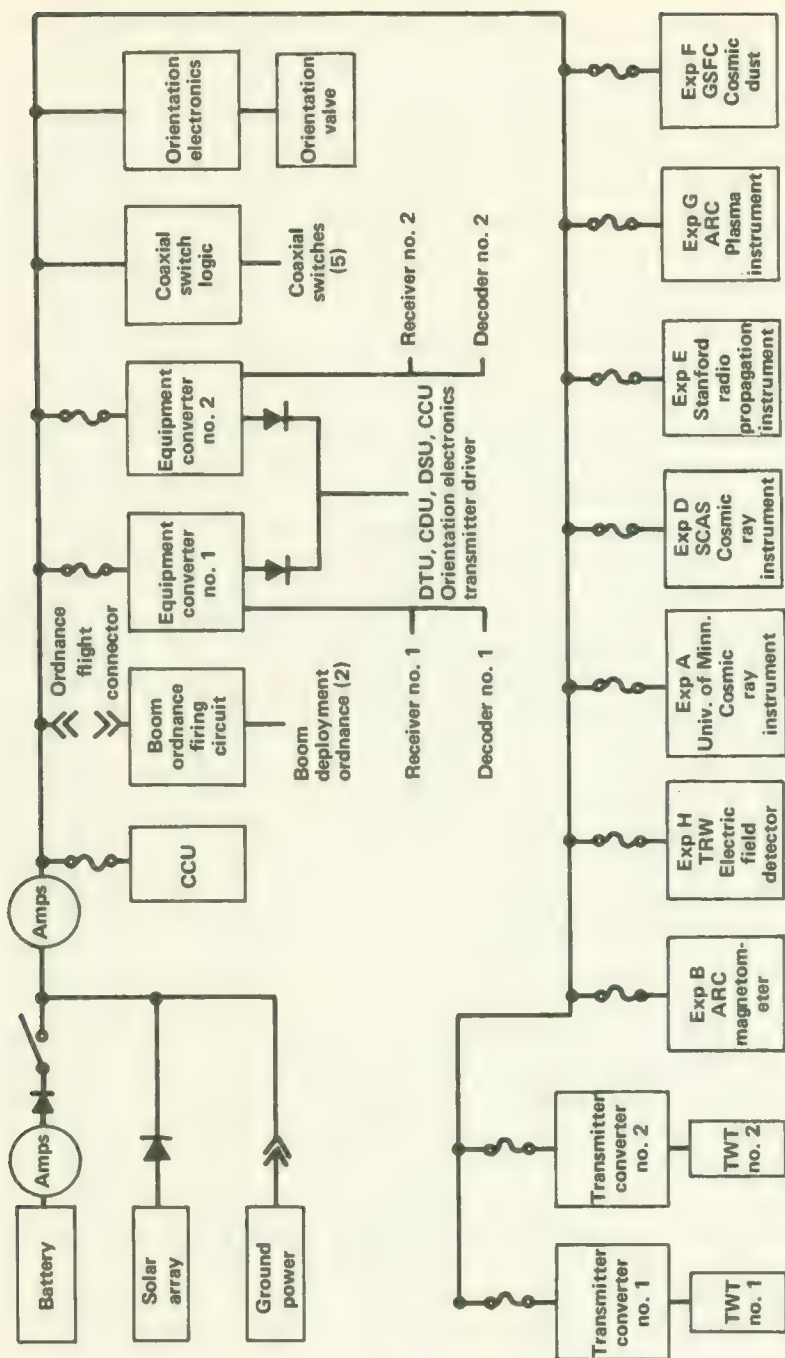 Battery
Amps
Amps
Solar
array
Ground
power
CCU
Ordnance
flight
connector
Boom
ordnance
firing
circuit
Boom
deployment
ordnance (2)
Equipment
converter
no. 1
Equipment
converter
no. 2
Receiver no. 1
Decoder no. 1
DTU, CDU, DSU, CCU
Orientation electronics
transmitter driver
Receiver no. 2
Decoder no. 2
Coaxial
switch
logic
Coaxial
switches
(5)
Orientation
electronics
Orientation
valve
Transmitter
converter
no. 1
TWT
no. 1
Transmitter
converter
no. 2
TWT
no. 2
Exp B
ARC
magnetom-
eter
Exp H
TRW
Electric
field
detector
Exp A
Univ. of Minn.
Cosmic
ray
instrument
Exp D
SCAS
Cosmic
ray
instrument
Exp E
Stanford
radio
propagation
instrument
Exp G
ARC
Plasma
instrument
Exp F
GSFC
Cosmic
dust